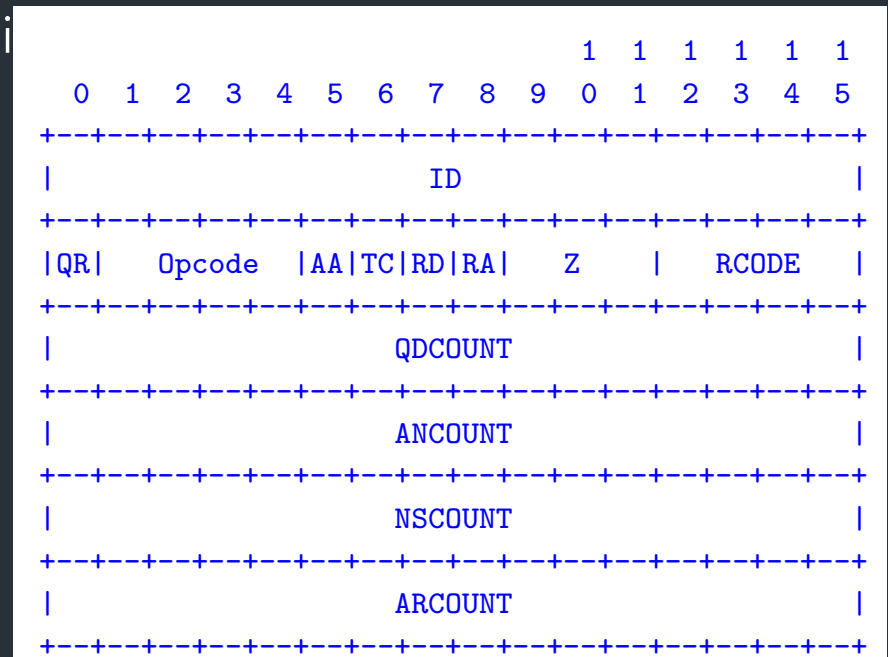 1 1 1 1 1 1
0 1 2 3 4 5 6 7 8 9 0 1 2 3 4 5
+--+--+--+--+--+--+--+--+--+--+--+--+--+--+--+--+
| ID |
+--+--+--+--+--+--+--+--+--+--+--+--+--+--+--+--+
|QR| Opcode |AA|TC|RD|RA| Z | RCODE |
+--+--+--+--+--+--+--+--+--+--+--+--+--+--+--+--+
| QDCOUNT |
+--+--+--+--+--+--+--+--+--+--+--+--+--+--+--+--+
| ANCOUNT |
+--+--+--+--+--+--+--+--+--+--+--+--+--+--+--+--+
| NSCOUNT |
+--+--+--+--+--+--+--+--+--+--+--+--+--+--+--+--+
| ARCOUNT |
+--+--+--+--+--+--+--+--+--+--+--+--+--+--+--+--+